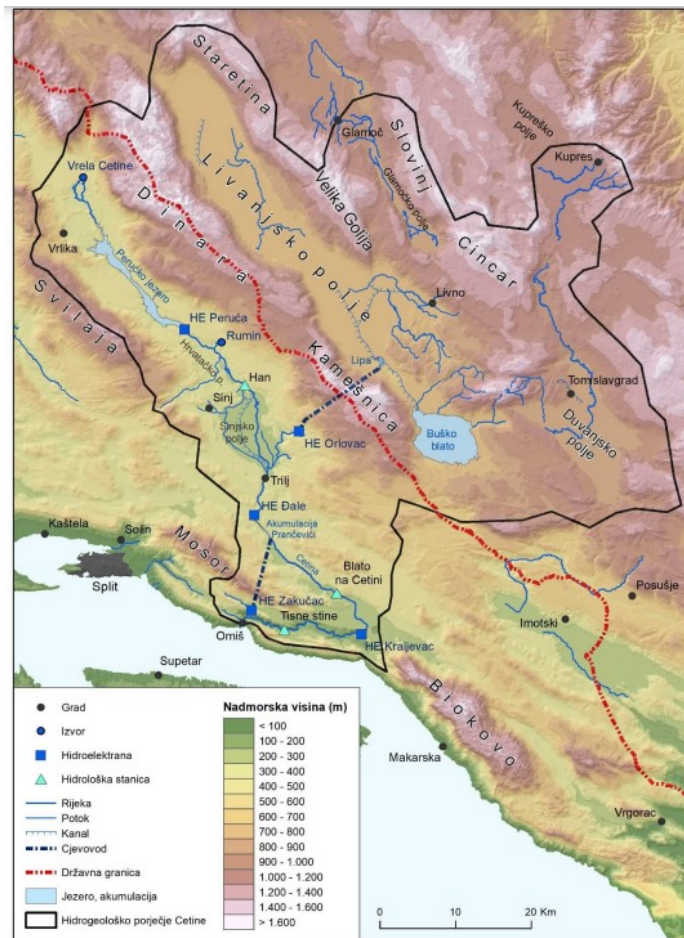 Staretina
Glamoč
Slovinj
Kupreško
polje
Kupres
Vrela Cetine
Livanjsko polje
Velika Golija
Glamočko polje
Dinara
Cincar
Vrlika
Peručko jezero
Svilaja
Livno
HE Peruća
Rumin
Hrvatačko p.
Kamešnica
Lipa
Han
Tomislavgrad
Sinj
Sinjsko
polje
Buško
blato
Duvanjsko
polje
HE Orlovac
Trilj
HE Đale
Kaštela
Solin
Mosor
Akumulacija
Prančevići
Split
Cetina
Blato
na Cetini
Posušje
HE Zakučac
Tisne stine
Imotski
Omiš
HE Kraljevac
Supetar
Biokovo
Makarska
Vrgorac
Grad
Izvor
Hidroelektrana
Hidrološka stanica
Rijeka
Potok
Kanal
Cjevovod
Državna granica
Jezero, akumulacija
Hidrogeološko porječje Cetine
Nadmorska visina (m)
< 100
100 - 200
200 - 300
300 - 400
400 - 500
500 - 600
600 - 700
700 - 800
800 - 900
900 - 1.000
1.000 - 1.200
1.200 - 1.400
1.400 - 1.600
> 1.600
0 10 20 Km